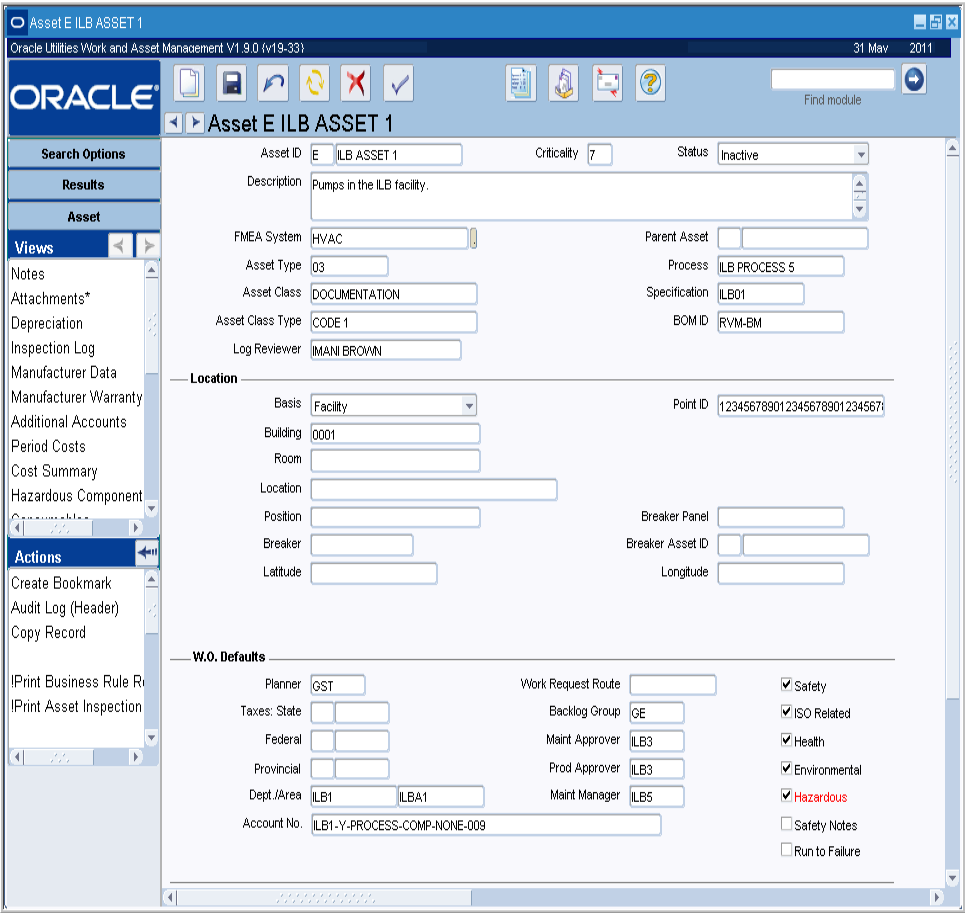 Asset E ILB ASSET 1
Oracle Utilities Work and Asset Management V1.9.0 (v19-33) 31 May 2011
ORACLE
Find module
Asset E ILB ASSET 1
Search Options
Results
Asset
Views
Notes
Attachments*
Depreciation
Inspection Log
Manufacturer Data
Manufacturer Warranty
Additional Accounts
Period Costs
Cost Summary
Hazardous Component
Actions
Create Bookmark
Audit Log (Header)
Copy Record
!Print Business Rule R
!Print Asset Inspection
Asset ID E ILB ASSET 1 Criticality 7 Status Inactive
Description Pumps in the ILB facility.
FMEA System HVAC Parent Asset
Asset Type 03 Process ILB PROCESS 5
Asset Class DOCUMENTATION Specification ILB01
Asset Class Type CODE 1 BOM ID RVM-BM
Log Reviewer IMANI BROWN
Location
Basis Facility Point ID 123456789012345678901234567
Building 0001
Room
Location
Position Breaker Panel
Breaker Breaker Asset ID
Latitude Longitude
W.O. Defaults
Planner GST Work Request Route Safety
Taxes: State Backlog Group GE ISO Related
Federal Maint Approver ILB3 Health
Provincial Prod Approver ILB3 Environmental
Dept./Area ILB1 ILBA1 Maint Manager ILB5 Hazardous
Account No. ILB1-Y-PROCESS-COMP-NONE-009 Safety Notes
Run to Failure